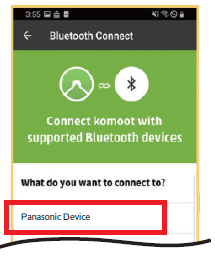 3:55
Bluetooth Connect
Connect komoot with
supported Bluetooth devices
What do you want to connect to?
Panasonic Device